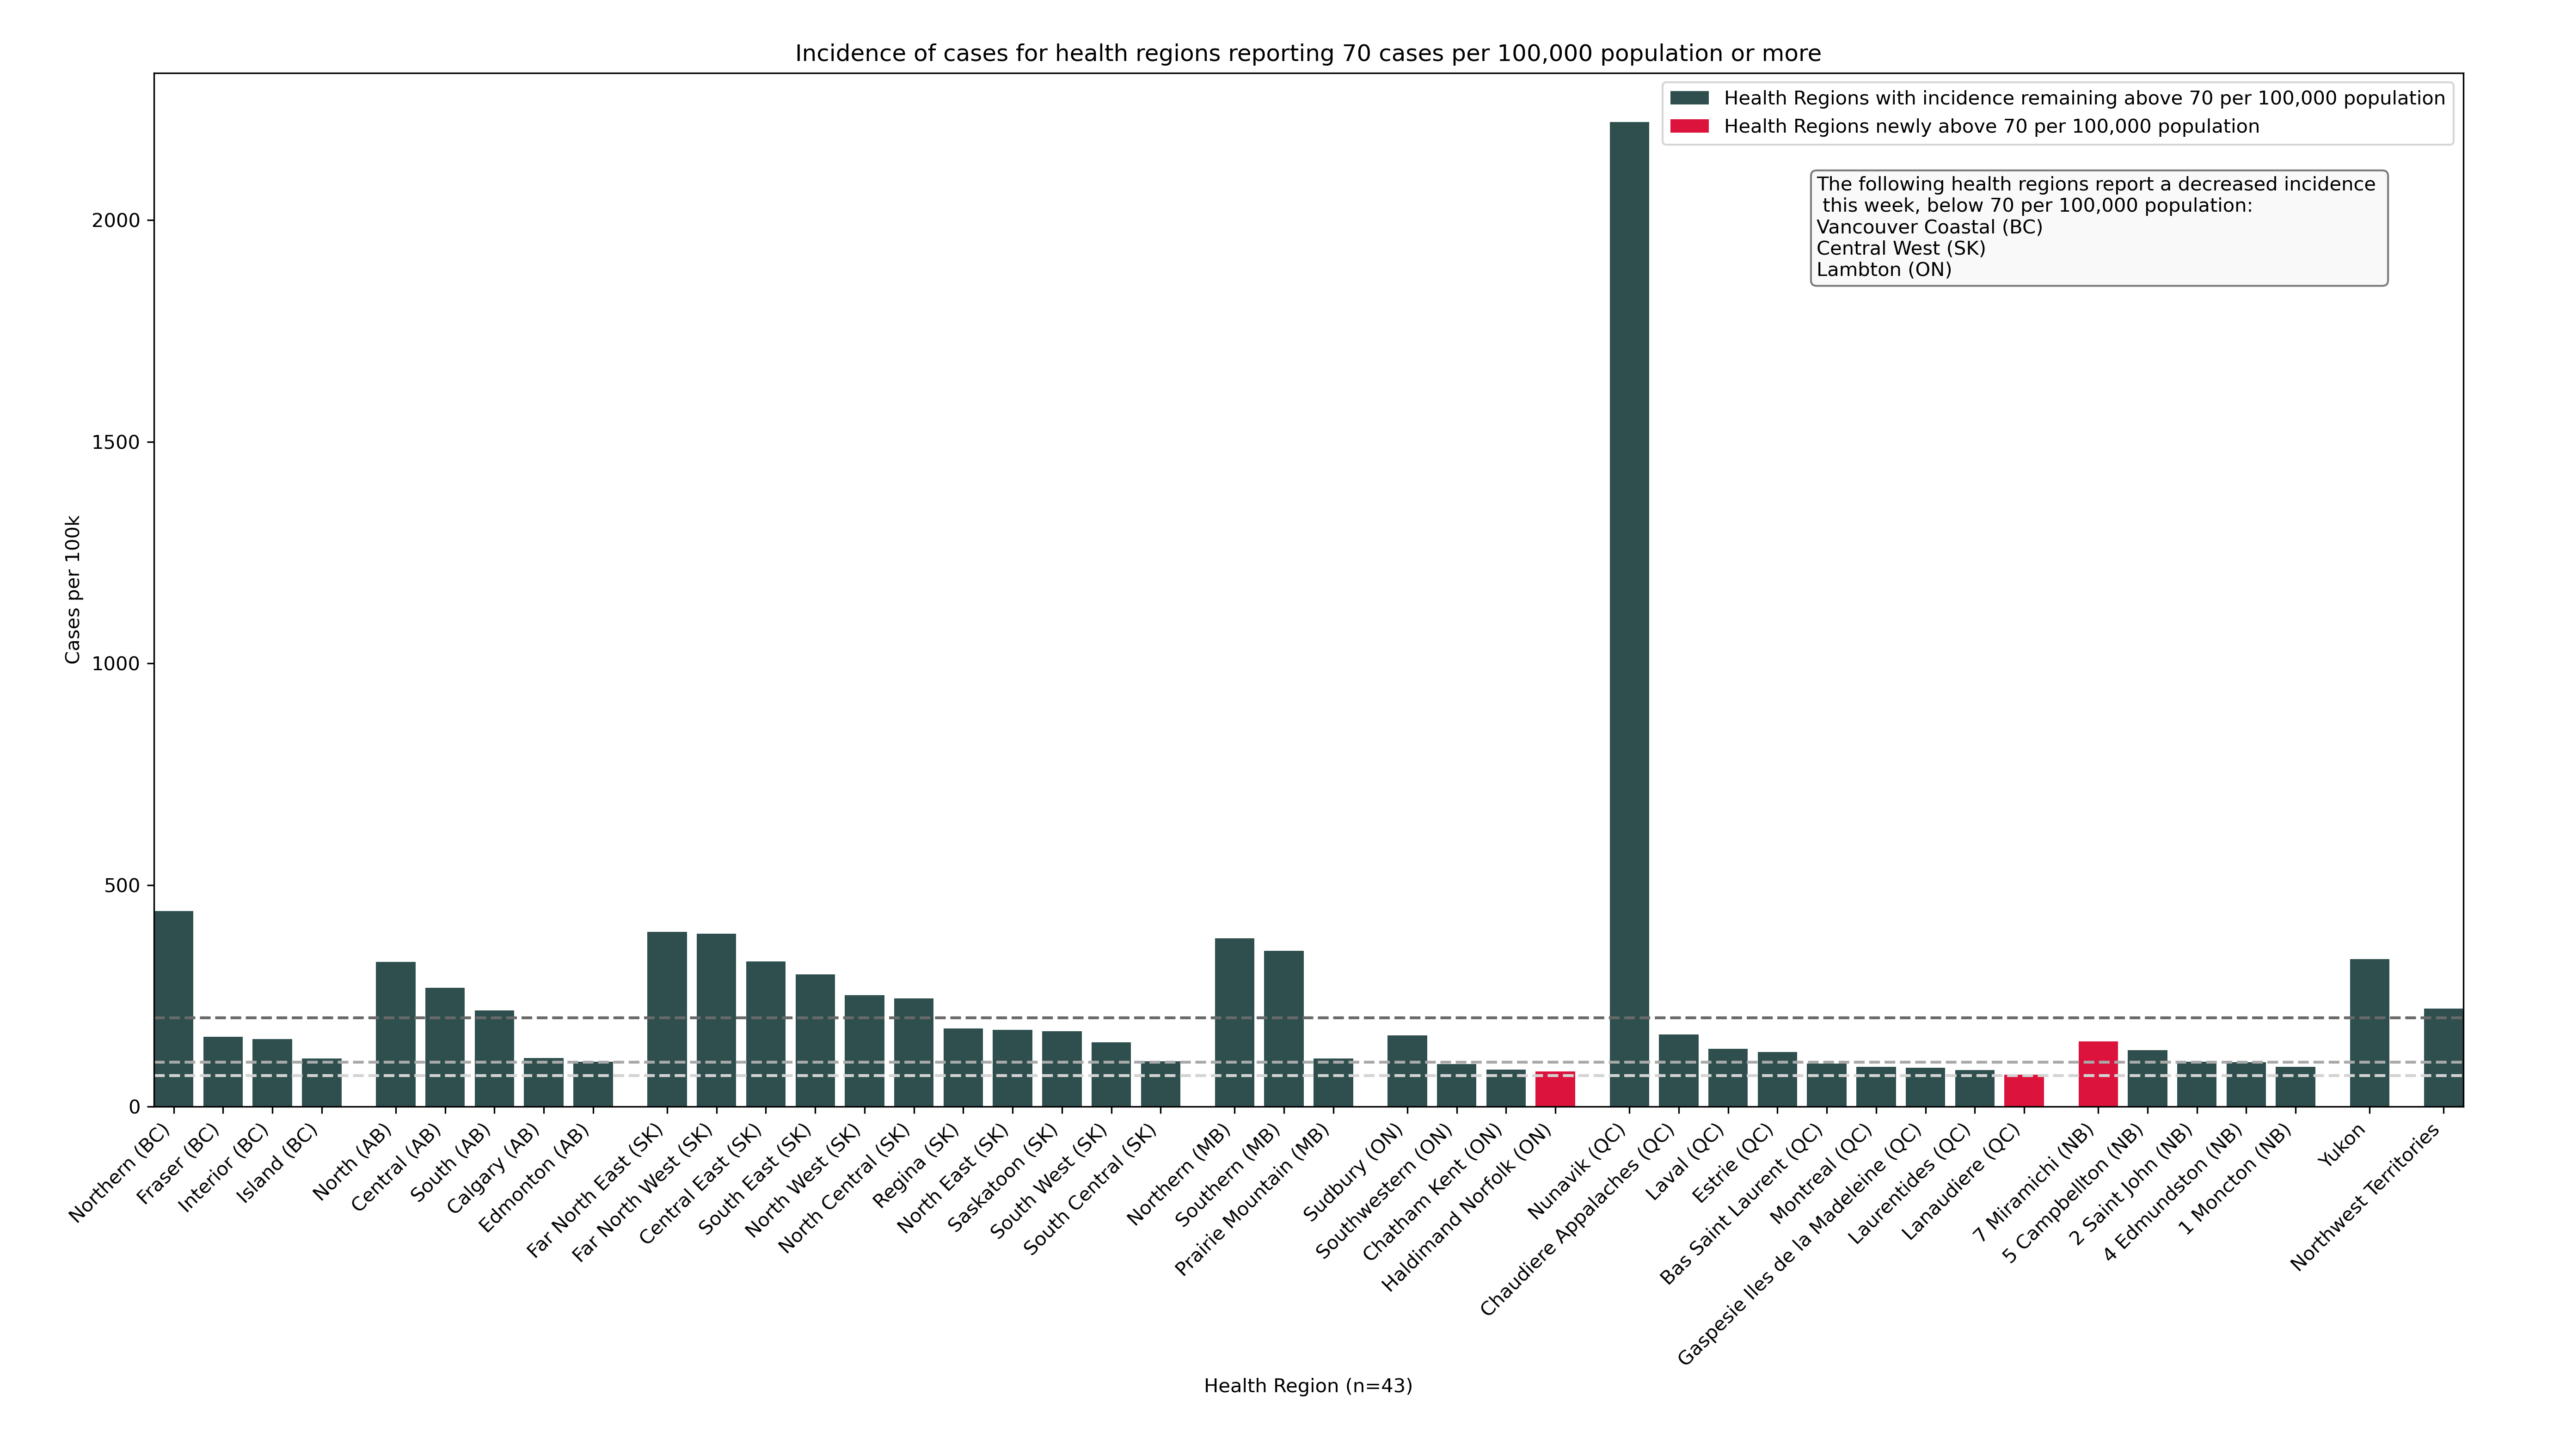 Incidence of cases for health regions reporting 70 cases per 100,000 population or more
Health Regions with incidence remaining above 70 per 100,000 population
Health Regions newly above 70 per 100,000 population
The following health regions report a decreased incidence
this week, below 70 per 100,000 population:
Vancouver Coastal (BC)
Central West (SK)
Lambton (ON)
Cases per 100k
2000
1500
1000
500
0
Northern (BC)
Fraser (BC)
Interior (BC)
Island (BC)
North (AB)
Central (AB)
South (AB)
Calgary (AB)
Edmonton (AB)
Far North East (SK)
Far North West (SK)
Central East (SK)
South East (SK)
North West (SK)
North Central (SK)
Regina (SK)
North East (SK)
Saskatoon (SK)
South West (SK)
South Central (SK)
Northern (MB)
Southern (MB)
Prairie Mountain (MB)
Sudbury (ON)
Southwestern (ON)
Chatham Kent (ON)
Haldimand Norfolk (ON)
Nunavik (QC)
Chaudiere Appalaches (QC)
Laval (QC)
Estrie (QC)
Bas Saint Laurent (QC)
Montreal (QC)
Gaspesie Iles de la Madeleine (QC)
Laurentides (QC)
Lanaudiere (QC)
7 Miramichi (NB)
5 Campbellton (NB)
2 Saint John (NB)
4 Edmundston (NB)
1 Moncton (NB)
Yukon
Northwest Territories
Health Region (n=43)